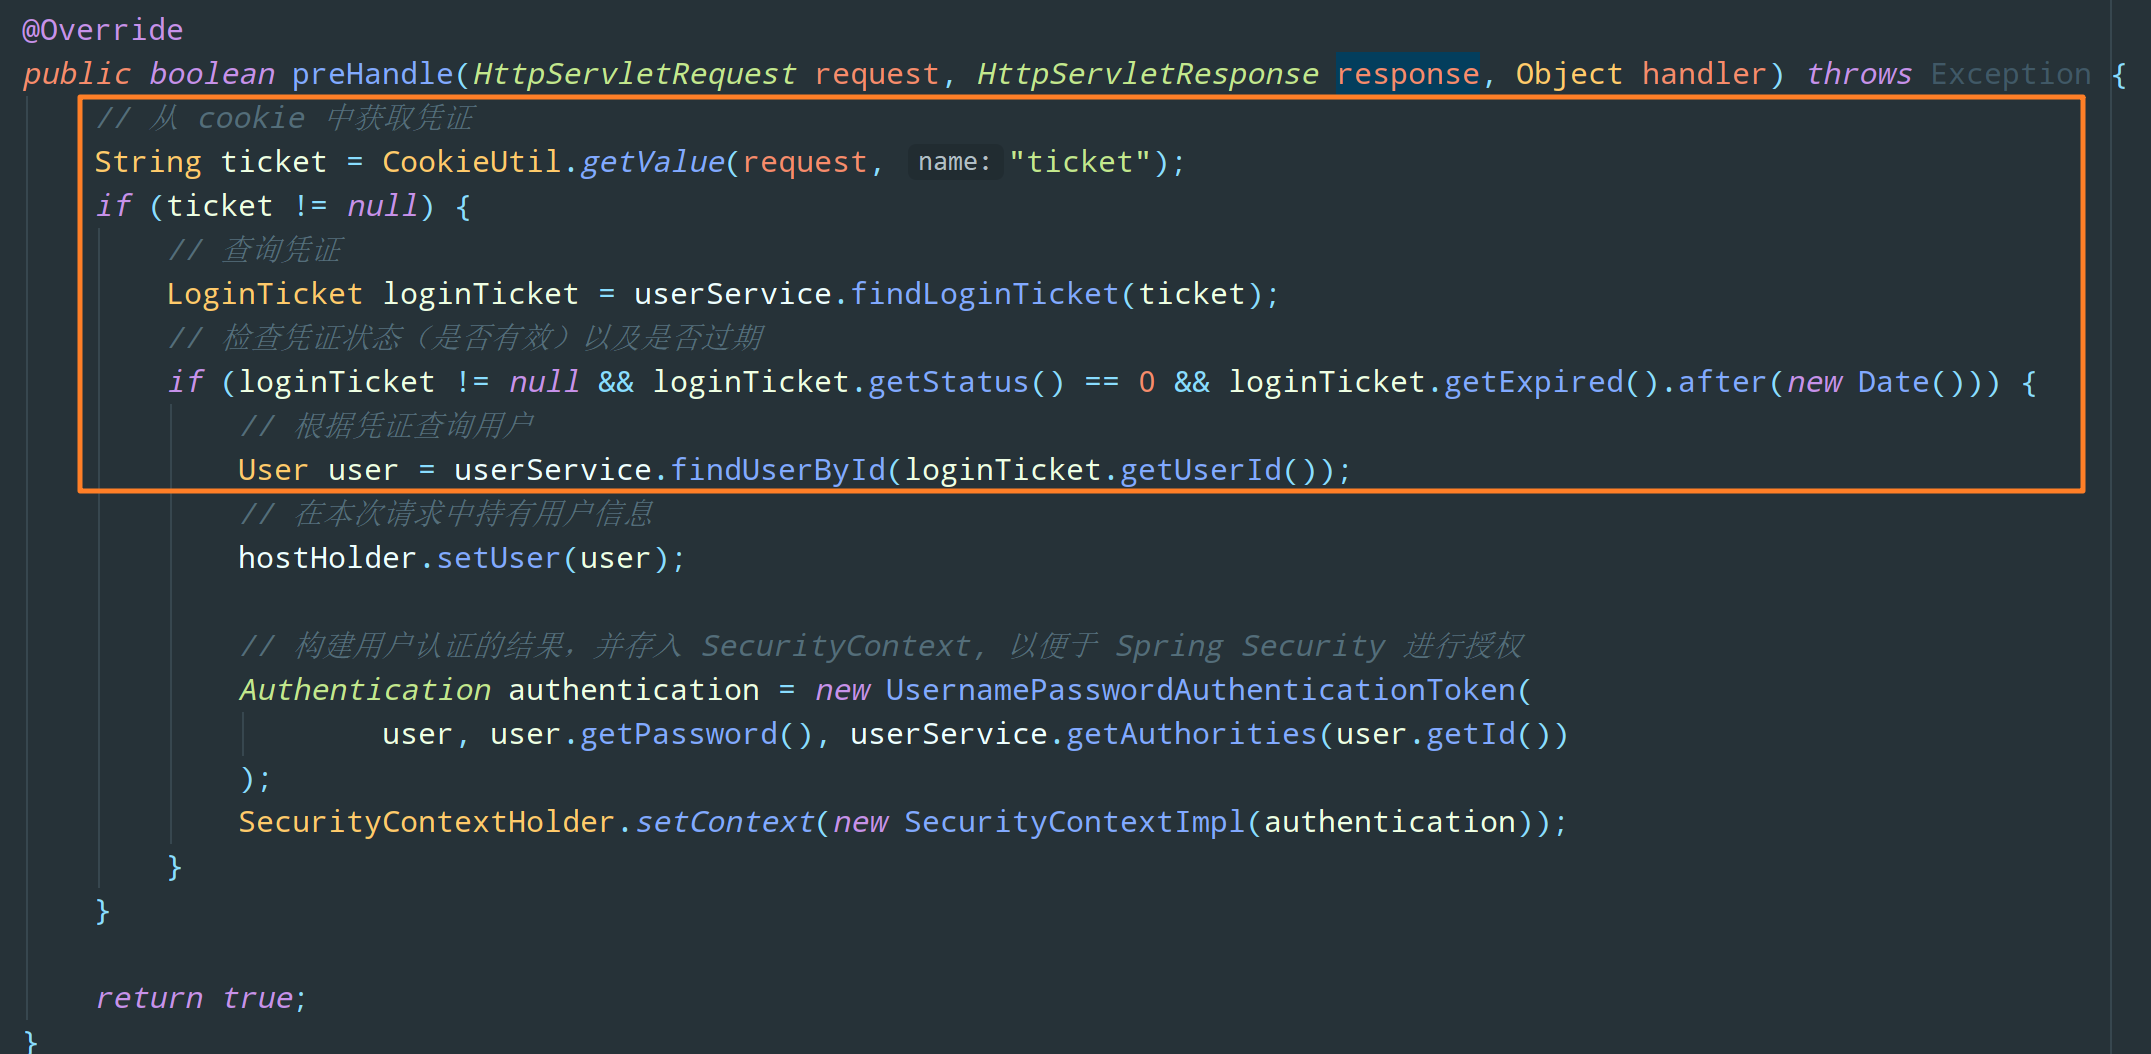 @Override
public boolean preHandle(HttpServletRequest request, HttpServletResponse response, Object handler) throws Exception {
// 从 cookie 中获取凭证
String ticket = CookieUtil.getValue(request, name: "ticket");
if (ticket != null) {
// 查询凭证
LoginTicket loginTicket = userService.findLoginTicket(ticket);
// 检查凭证状态（是否有效）以及是否过期
if (loginTicket != null && loginTicket.getStatus() == 0 && loginTicket.getExpired().after(new Date())) {
// 根据凭证查询用户
User user = userService.findUserById(loginTicket.getUserId());
// 在本次请求中持有用户信息
hostHolder.setUser(user);
// 构建用户认证的结果，并存入 SecurityContext, 以便于 Spring Security 进行授权
Authentication authentication = new UsernamePasswordAuthenticationToken(
user, user.getPassword(), userService.getAuthorities(user.getId())
);
SecurityContextHolder.setContext(new SecurityContextImpl(authentication));
}
}
return true;
}